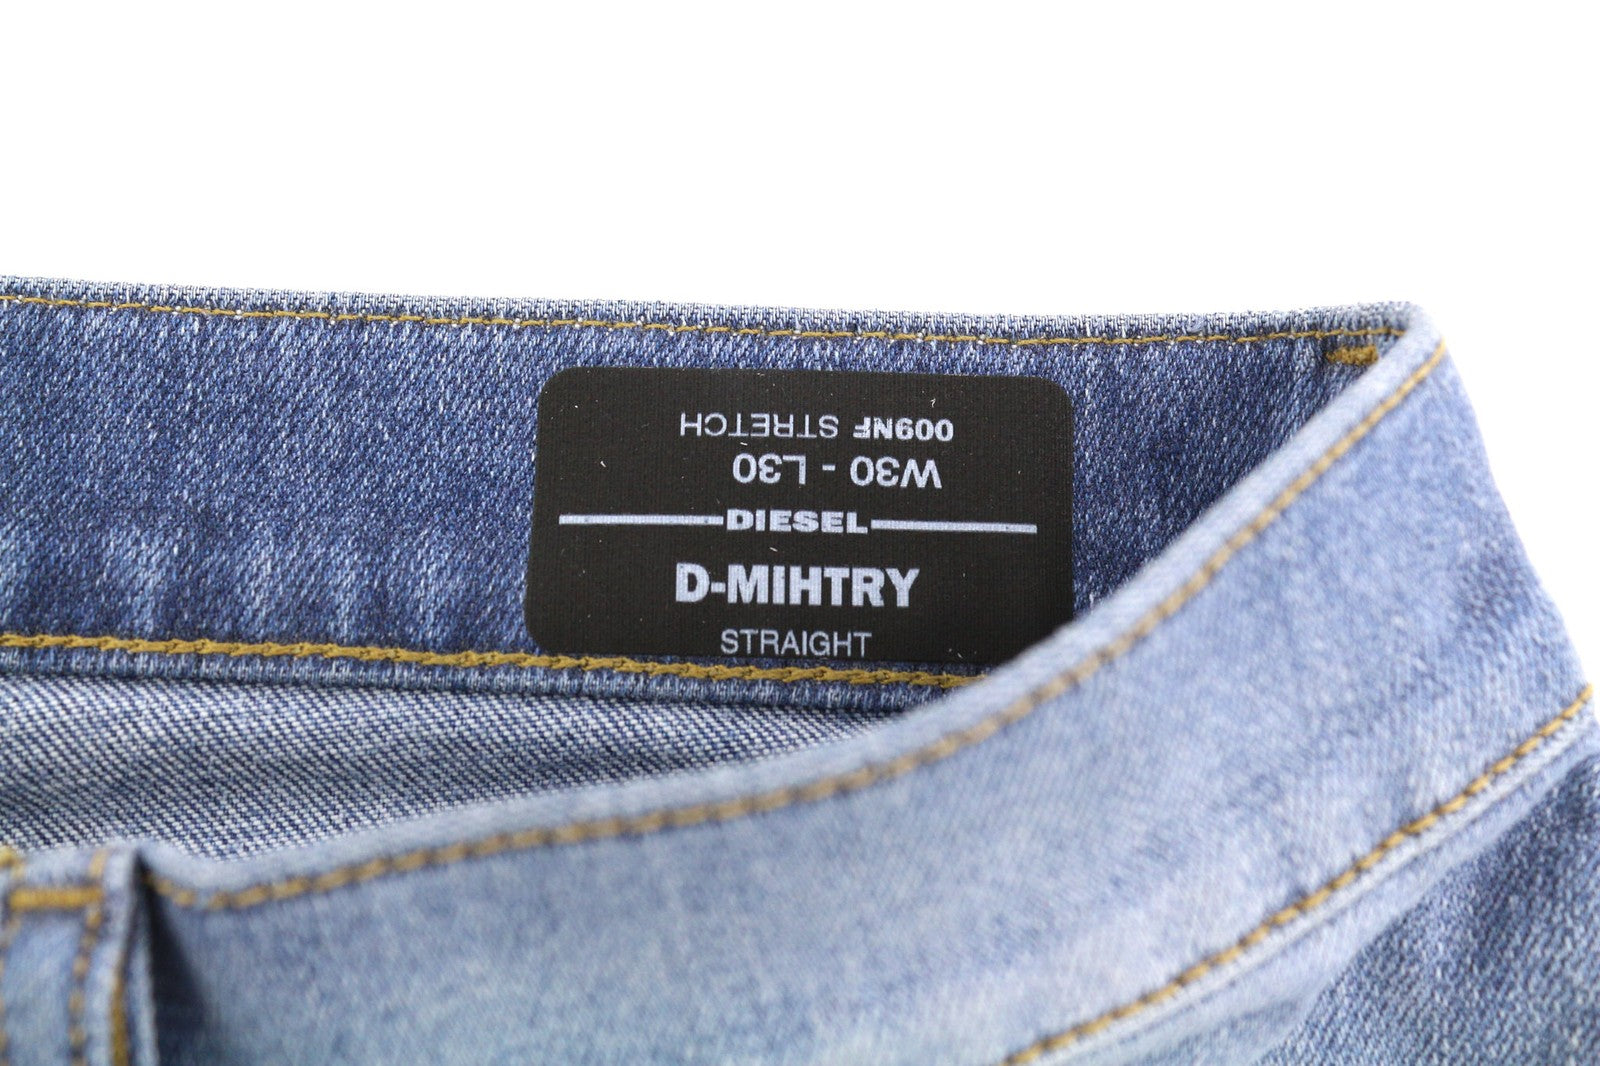 009NF STRETCH
W30 - L30
DIESEL
D-MIHTRY
STRAIGHT